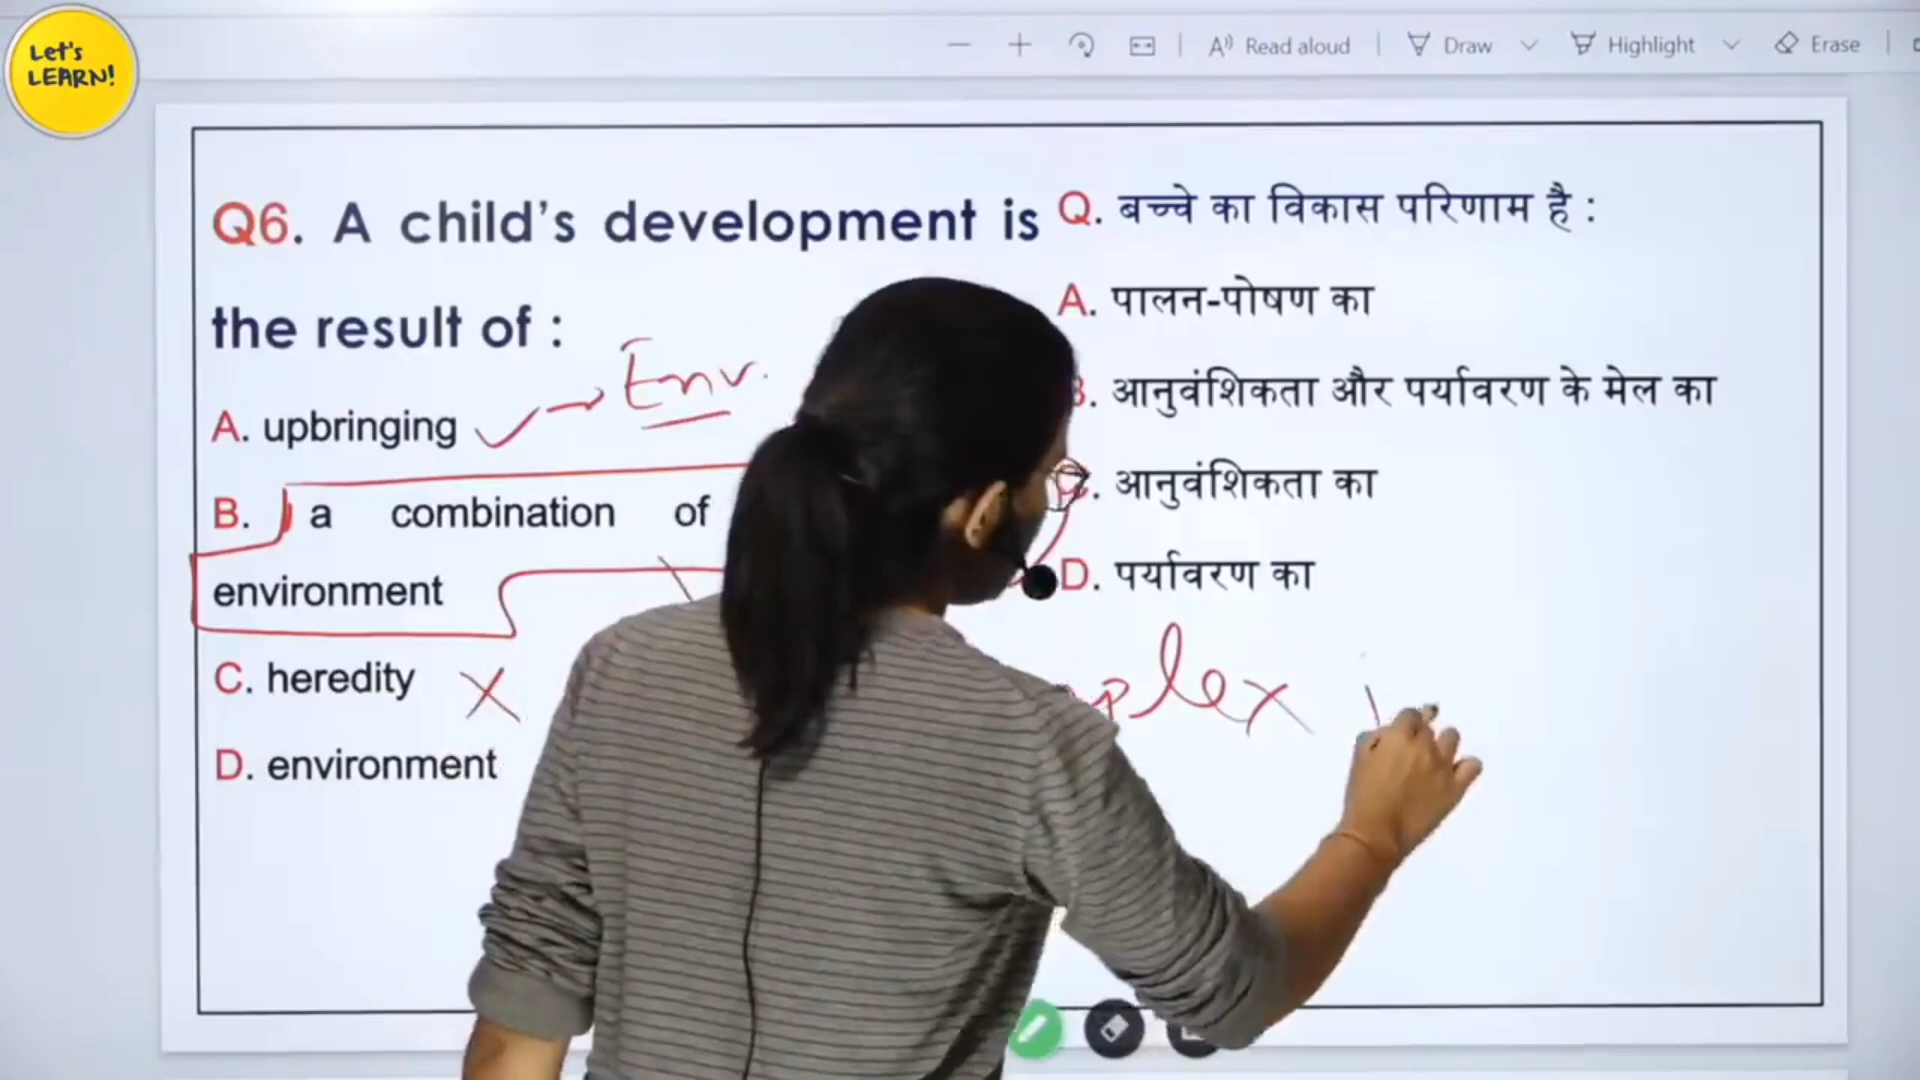 Let's
LEARN!
Read aloud
Draw
Highlight
Erase
Q6. A child's development is
the result of :
Env.
A. upbringing
B. a combination of
environment
C. heredity
D. environment
Q. बच्चे का विकास परिणाम है :
A. पालन-पोषण का
B. आनुवंशिकता और पर्यावरण के मेल का
C. आनुवंशिकता का
D. पर्यावरण का
plex